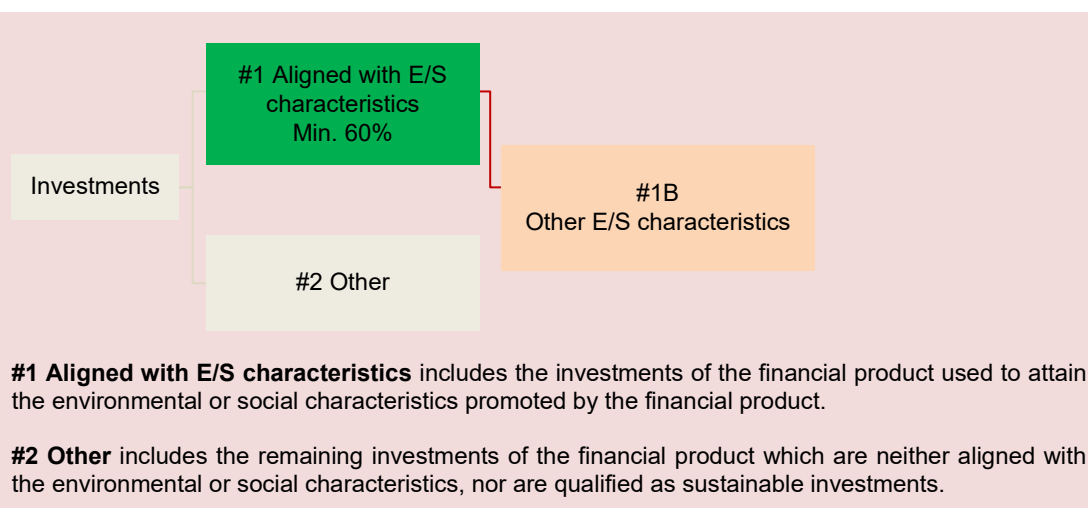 #1 Aligned with E/S
characteristics
Min. 60%
Investments
#1B
Other E/S characteristics
#2 Other
#1 Aligned with E/S characteristics includes the investments of the financial product used to attain
the environmental or social characteristics promoted by the financial product.
#2 Other includes the remaining investments of the financial product which are neither aligned with
the environmental or social characteristics, nor are qualified as sustainable investments.